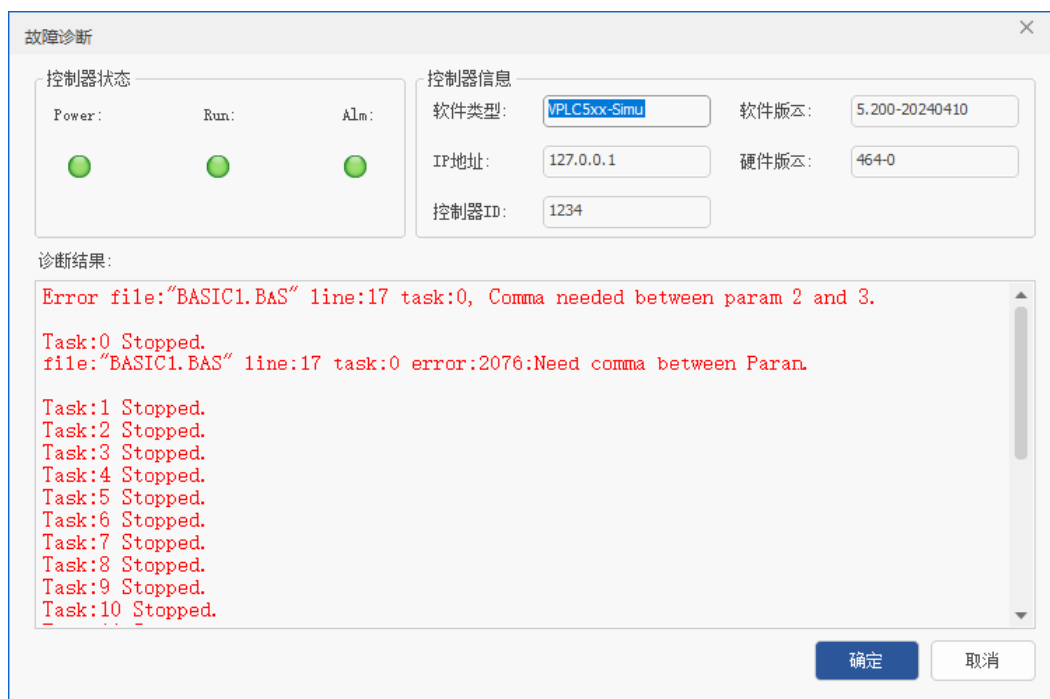 故障诊断
控制器状态
Power: Run: Alm:
控制器信息
软件类型: VPLC5xx-Simu 软件版本: 5.200-20240410
IP地址: 127.0.0.1 硬件版本: 464-0
控制器ID: 1234
诊断结果:
Error file:"BASIC1.BAS" line:17 task:0, Comma needed between param 2 and 3.
Task:0 Stopped.
file:"BASIC1.BAS" line:17 task:0 error:2076:Need comma between Param.
Task:1 Stopped.
Task:2 Stopped.
Task:3 Stopped.
Task:4 Stopped.
Task:5 Stopped.
Task:6 Stopped.
Task:7 Stopped.
Task:8 Stopped.
Task:9 Stopped.
Task:10 Stopped.
确定 取消